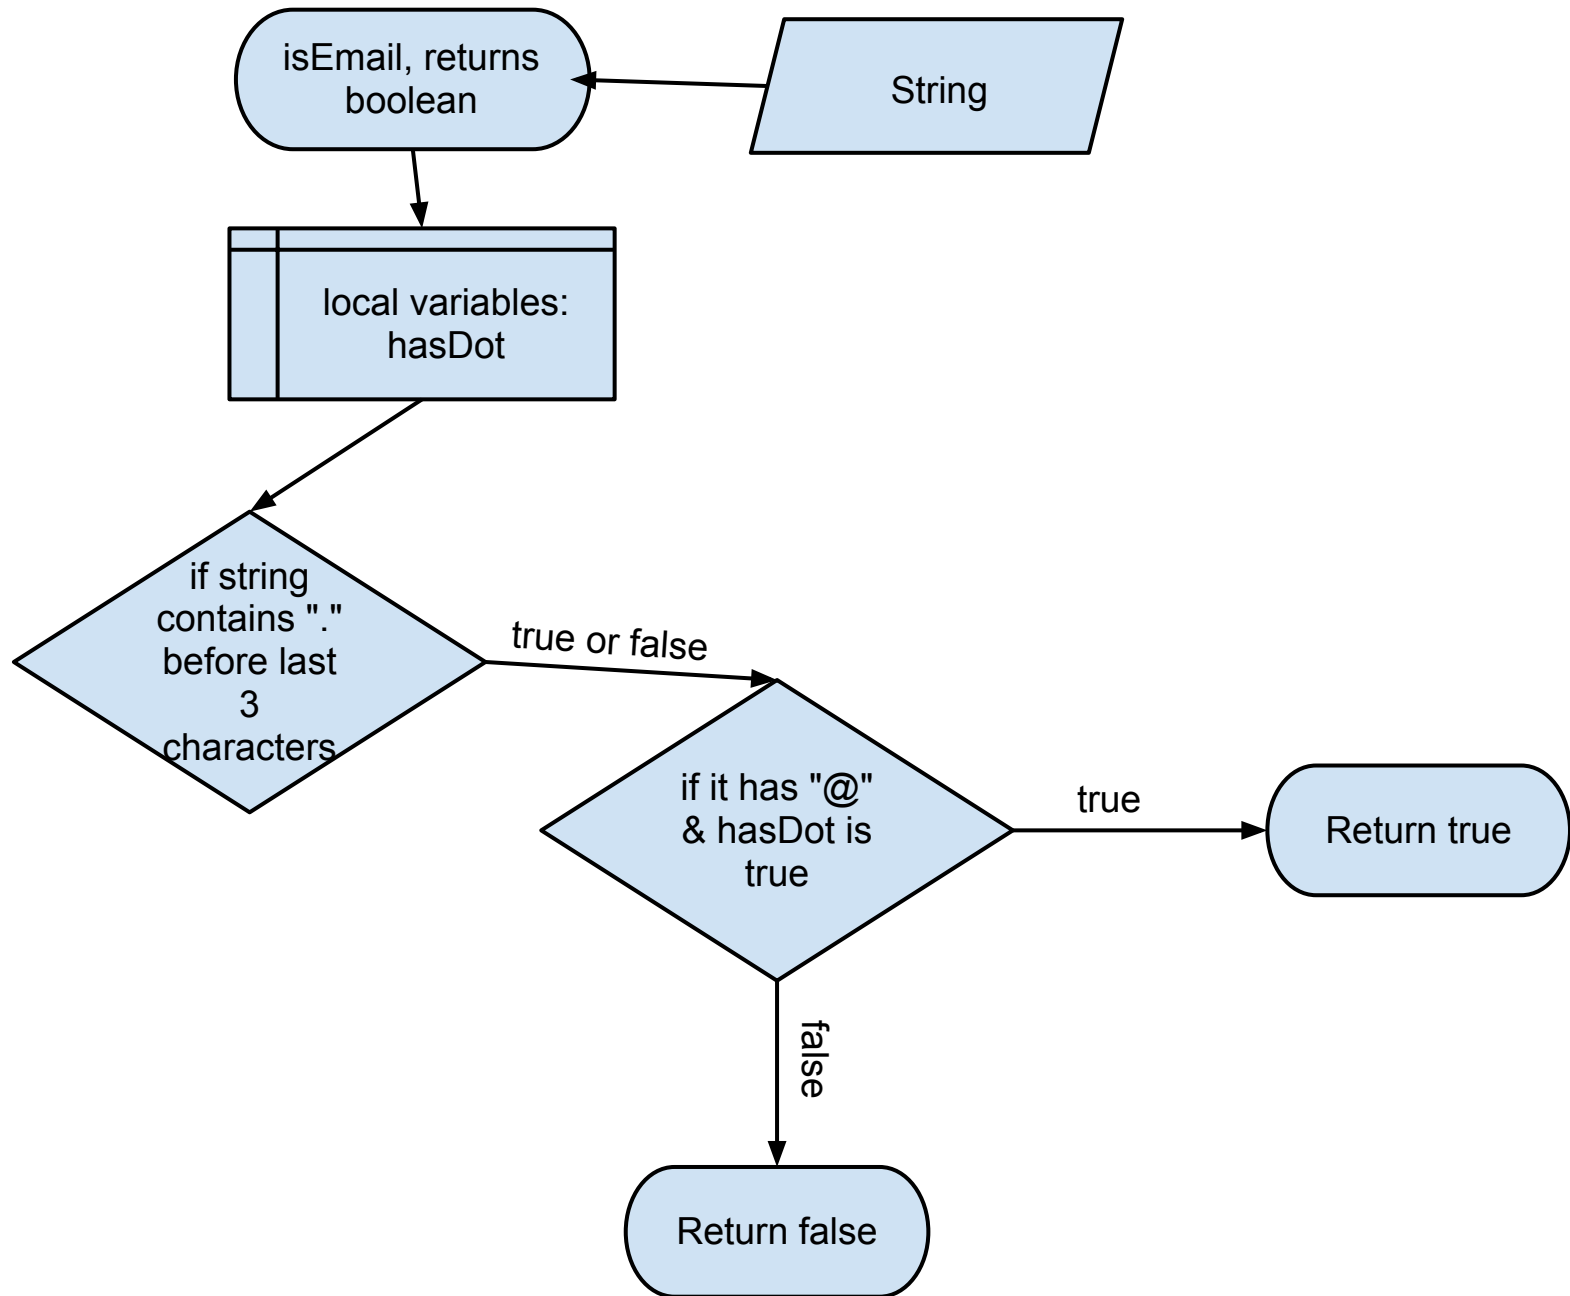 isEmail, returns
boolean
String
local variables:
hasDot
if string
contains "."
before last
3
characters
true or false
if it has "@"
& hasDot is
true
true
Return true
false
Return false